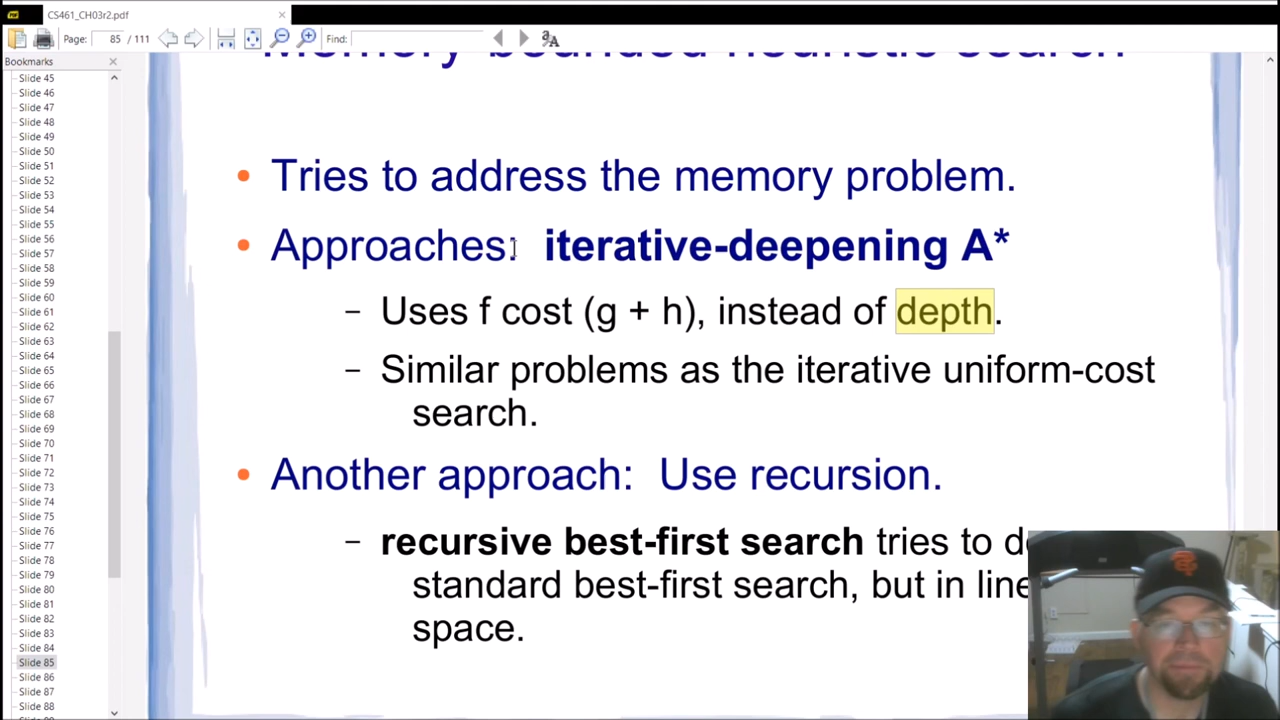 CS461_CH03r2.pdf
Page: 85 / 111 Find:
Bookmarks
Slide 45
Slide 46
Slide 47
Slide 48
Slide 49
Slide 50
Slide 51
Slide 52
Slide 53
Slide 54
Slide 55
Slide 56
Slide 57
Slide 58
Slide 59
Slide 60
Slide 61
Slide 62
Slide 63
Slide 64
Slide 65
Slide 66
Slide 67
Slide 68
Slide 69
Slide 70
Slide 71
Slide 72
Slide 73
Slide 74
Slide 75
Slide 76
Slide 77
Slide 78
Slide 79
Slide 80
Slide 81
Slide 82
Slide 83
Slide 84
Slide 85
Slide 86
Slide 87
Slide 88
Memory-bounded heuristic search
• Tries to address the memory problem.
• Approaches: iterative-deepening A*
– Uses f cost (g + h), instead of depth.
– Similar problems as the iterative uniform-cost
search.
• Another approach: Use recursion.
– recursive best-first search tries to
standard best-first search, but in
space.